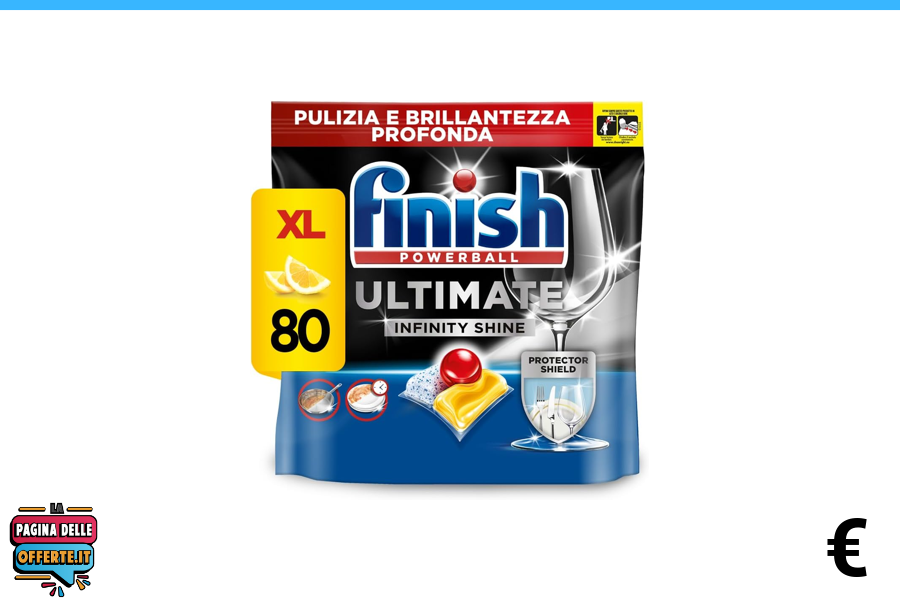 PULIZIA E BRILLANTEZZA
PROFONDA
finish
POWERBALL
XL
80
ULTIMATE
INFINITY SHINE
PROTECTOR
SHIELD
LA
PAGINA DELLE
OFFERTE.IT
€